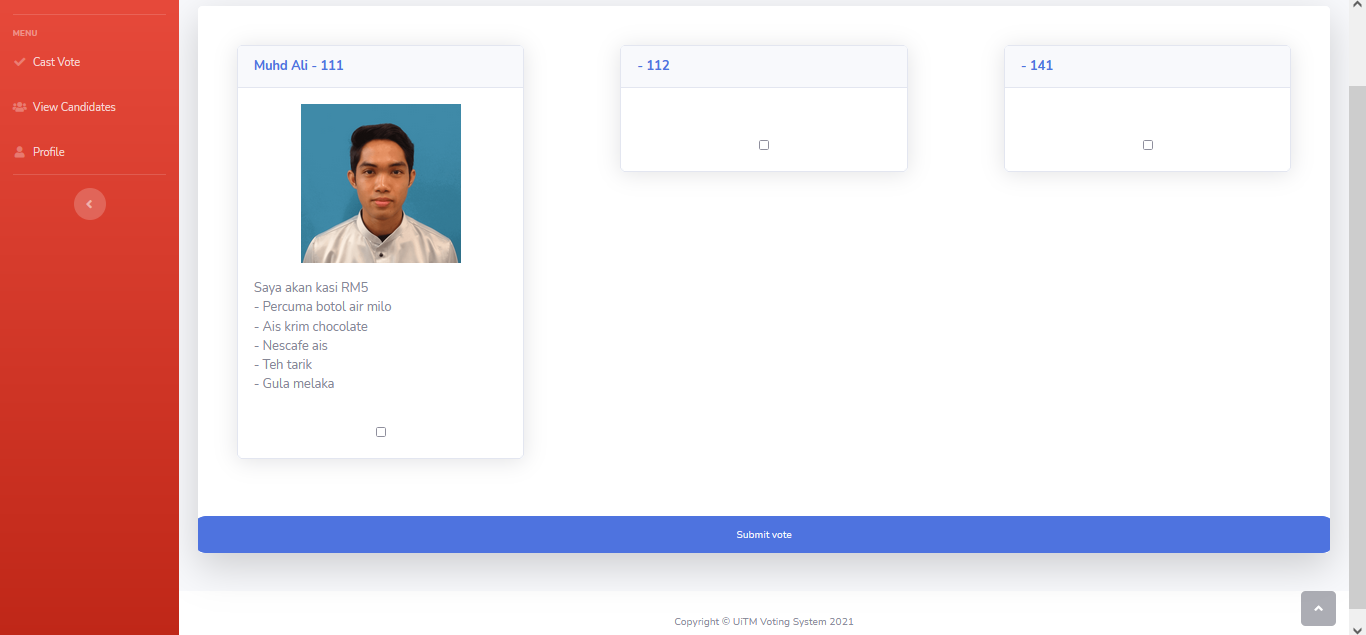 MENU
Cast Vote
View Candidates
Profile
Muhd Ali - 111
Saya akan kasi RM5
- Percuma botol air milo
- Ais krim chocolate
- Nescafe ais
- Teh tarik
- Gula melaka
- 112
- 141
Submit vote
Copyright © UiTM Voting System 2021